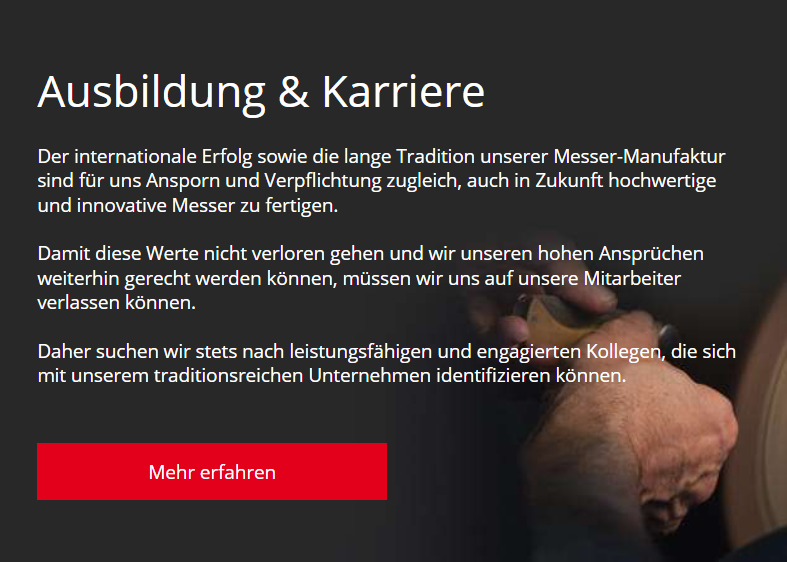 Ausbildung & Karriere
Der internationale Erfolg sowie die lange Tradition unserer Messer-Manufaktur
sind für uns Ansporn und Verpflichtung zugleich, auch in Zukunft hochwertige
und innovative Messer zu fertigen.
Damit diese Werte nicht verloren gehen und wir unseren hohen Ansprüchen
weiterhin gerecht werden können, müssen wir uns auf unsere Mitarbeiter
verlassen können.
Daher suchen wir stets nach leistungsfähigen und engagierten Kollegen, die sich
mit unserem traditionsreichen Unternehmen identifizieren können.
Mehr erfahren